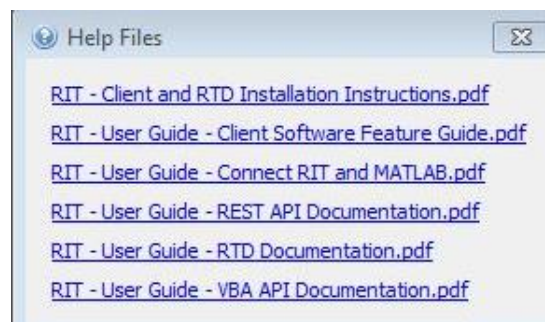 Help Files
RIT - Client and RTD Installation Instructions.pdf
RIT - User Guide - Client Software Feature Guide.pdf
RIT - User Guide - Connect RIT and MATLAB.pdf
RIT - User Guide - REST API Documentation.pdf
RIT - User Guide - RTD Documentation.pdf
RIT - User Guide - VBA API Documentation.pdf